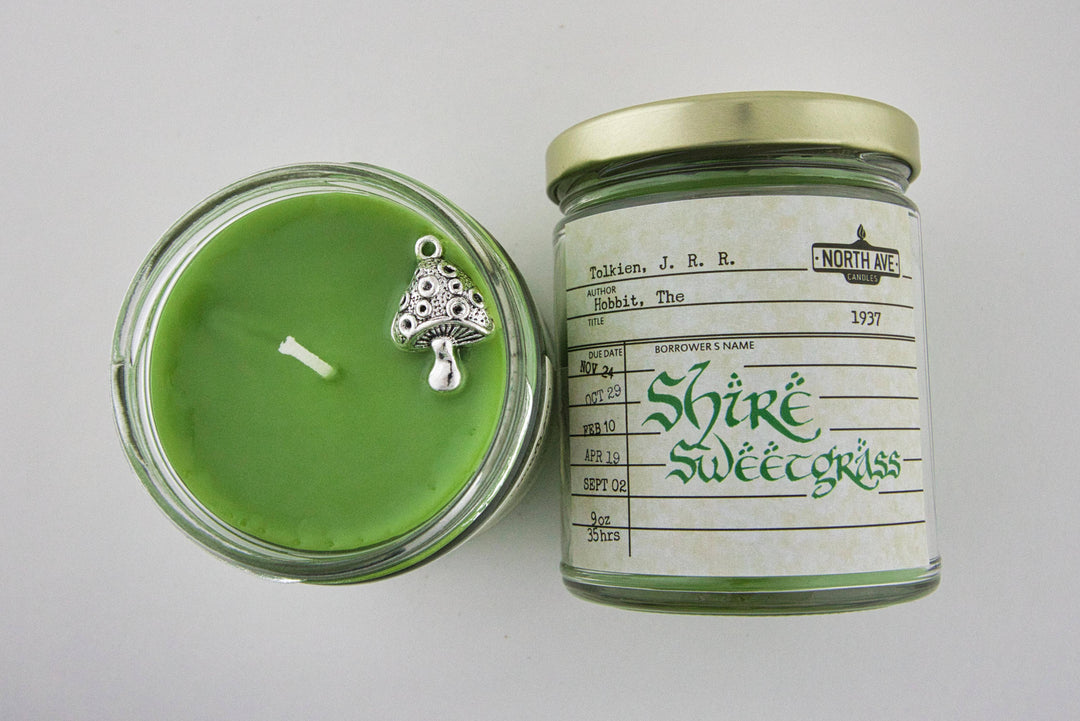 Tolkien, J. R. R.
AUTHOR
·NORTH AVE·
CANDLES
Hobbit, The
TITLE
1937
DUE DATE
BORROWER'S NAME
NOV 24
OCT 29
FEB 10
APR 19
SEPT 02
Shire
Sweetgrass
9oz
35hrs